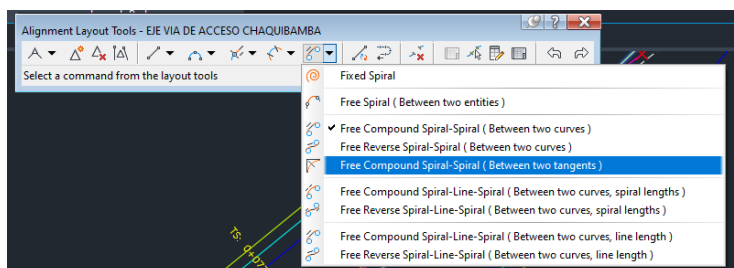 Alignment Layout Tools - EJE VIA DE ACCESO CHAQUIBAMBA
Select a command from the layout tools
Fixed Spiral
Free Spiral ( Between two entities )
Free Compound Spiral-Spiral ( Between two curves )
Free Reverse Spiral-Spiral ( Between two curves )
Free Compound Spiral-Spiral ( Between two tangents )
Free Compound Spiral-Line-Spiral ( Between two curves, spiral lengths )
Free Reverse Spiral-Line-Spiral ( Between two curves, spiral lengths )
Free Compound Spiral-Line-Spiral ( Between two curves, line length )
Free Reverse Spiral-Line-Spiral ( Between two curves, line length )
TS: